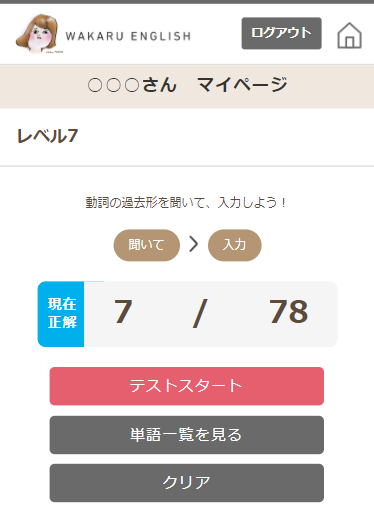 WAKARU ENGLISH
ログアウト
○○○さん　マイページ
レベル7
動詞の過去形を聞いて、入力しよう！
聞いて > 入力
現在
正解
7 / 78
テストスタート
単語一覧を見る
クリア